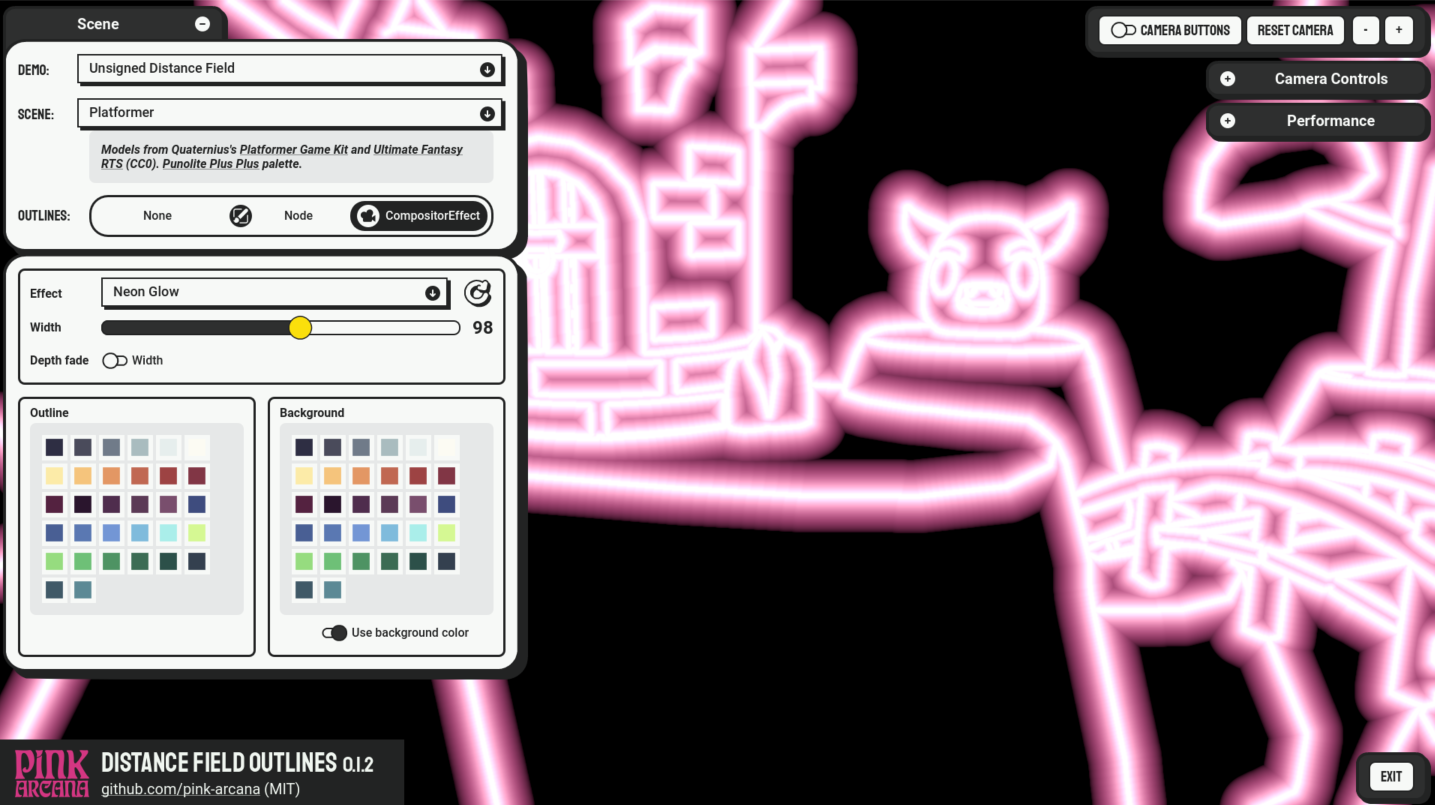 Scene
DEMO:
Unsigned Distance Field
SCENE:
Platformer
Models from Quaternius's Platformer Game Kit and Ultimate Fantasy
RTS (CC0). Punolite Plus Plus palette.
OUTLINES:
None
Node
CompositorEffect
Effect
Neon Glow
Width
98
Depth fade
Width
Outline
Background
Use background color
PINK
ARCANA
DISTANCE FIELD OUTLINES 0.1.2
github.com/pink-arcana (MIT)
CAMERA BUTTONS
RESET CAMERA
-
+
Camera Controls
Performance
EXIT